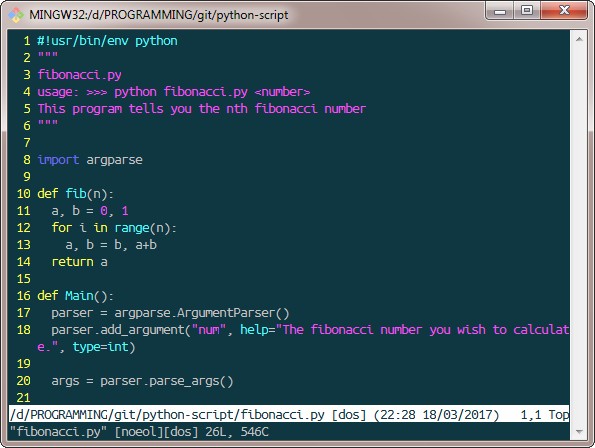 MINGW32:/d/PROGRAMMING/git/python-script
1 #!usr/bin/env python
2 """
3 fibonacci.py
4 usage: >>> python fibonacci.py <number>
5 This program tells you the nth fibonacci number
6 """
7
8 import argparse
9
10 def fib(n):
11   a, b = 0, 1
12   for i in range(n):
13     a, b = b, a+b
14   return a
15
16 def Main():
17   parser = argparse.ArgumentParser()
18   parser.add_argument("num", help="The fibonacci number you wish to calculat
e.", type=int)
19
20   args = parser.parse_args()
21
/d/PROGRAMMING/git/python-script/fibonacci.py [dos] (22:28 18/03/2017)   1,1 Top
"fibonacci.py" [noeol][dos] 26L, 546C